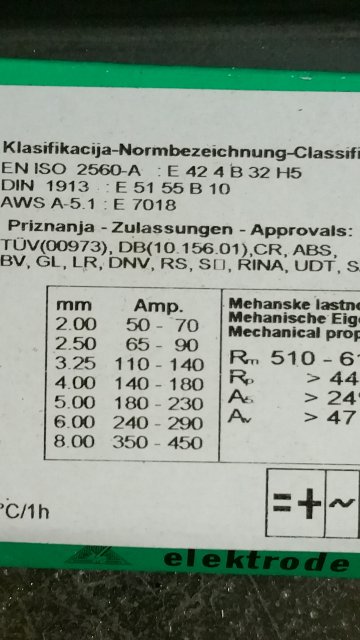 Klasifikacija-Normbezeichnung-Classifi
EN ISO 2560-A : E 42 4 B 32 H5
DIN 1913 : E 51 55 B 10
AWS A-5.1 : E 7018
Priznanja - Zulassungen - Approvals:
TÜV(00973), DB(10.156.01),CR, ABS,
BV, GL, LR, DNV, RS, S□, RINA, UDT, S
mm Amp.
2.00 50 - 70
2.50 65 - 90
3.25 110 - 140
4.00 140 - 180
5.00 180 - 230
6.00 240 - 290
8.00 350 - 450
Mehanske lastno
Mechanische Eig
Mechanical prop
Rm 510 - 61
Rp > 44
A5 > 24
Av > 47
°C/1h
=+ ~
elektrode